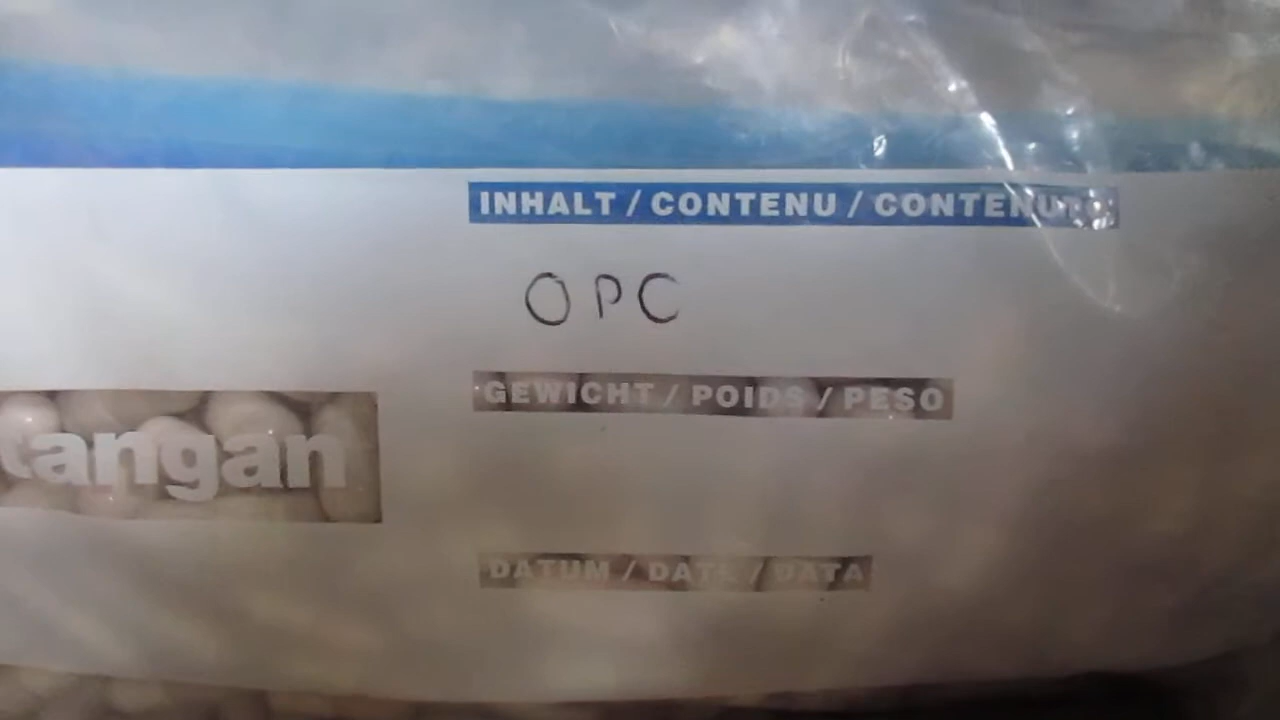 INHALT / CONTENU / CONTENUTO
OPC
GEWICHT / POIDS / PESO
tangan
DATUM / DATE / DATA